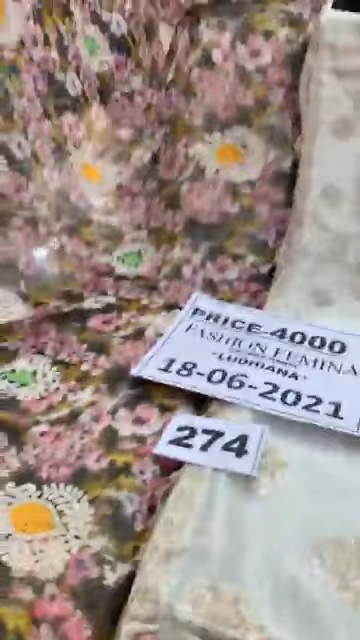 PRICE-4000
FASHION FEMINA
-LUDHIANA-
18-06-2021
274